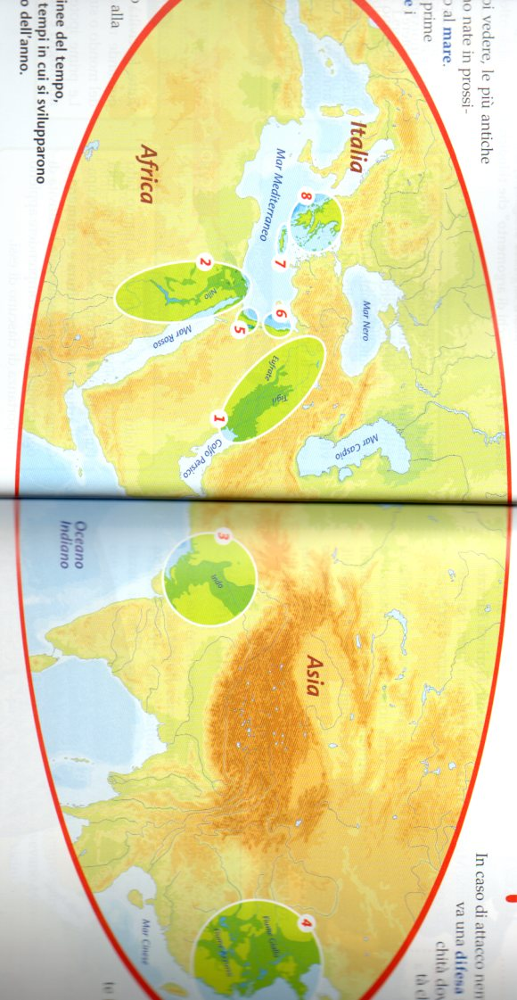 oi vedere, le più antiche
o nate in prossi-
o al mare.
prime
e i
o
alla
inee del tempo,
tempi in cui si svilupparono
o dell'anno.
Italia
Africa
Mar Mediterraneo
Mar Nero
Mar Caspio
Mar Rosso
Golfo Persico
Nilo
Eufrate
Tigri
8
7
6
5
2
1
Oceano
Indiano
Asia
3
Indo
4
Fiume Giallo
Mar Cinese
In caso di attacco nem
va una difesa
chità dov
tà ch
te